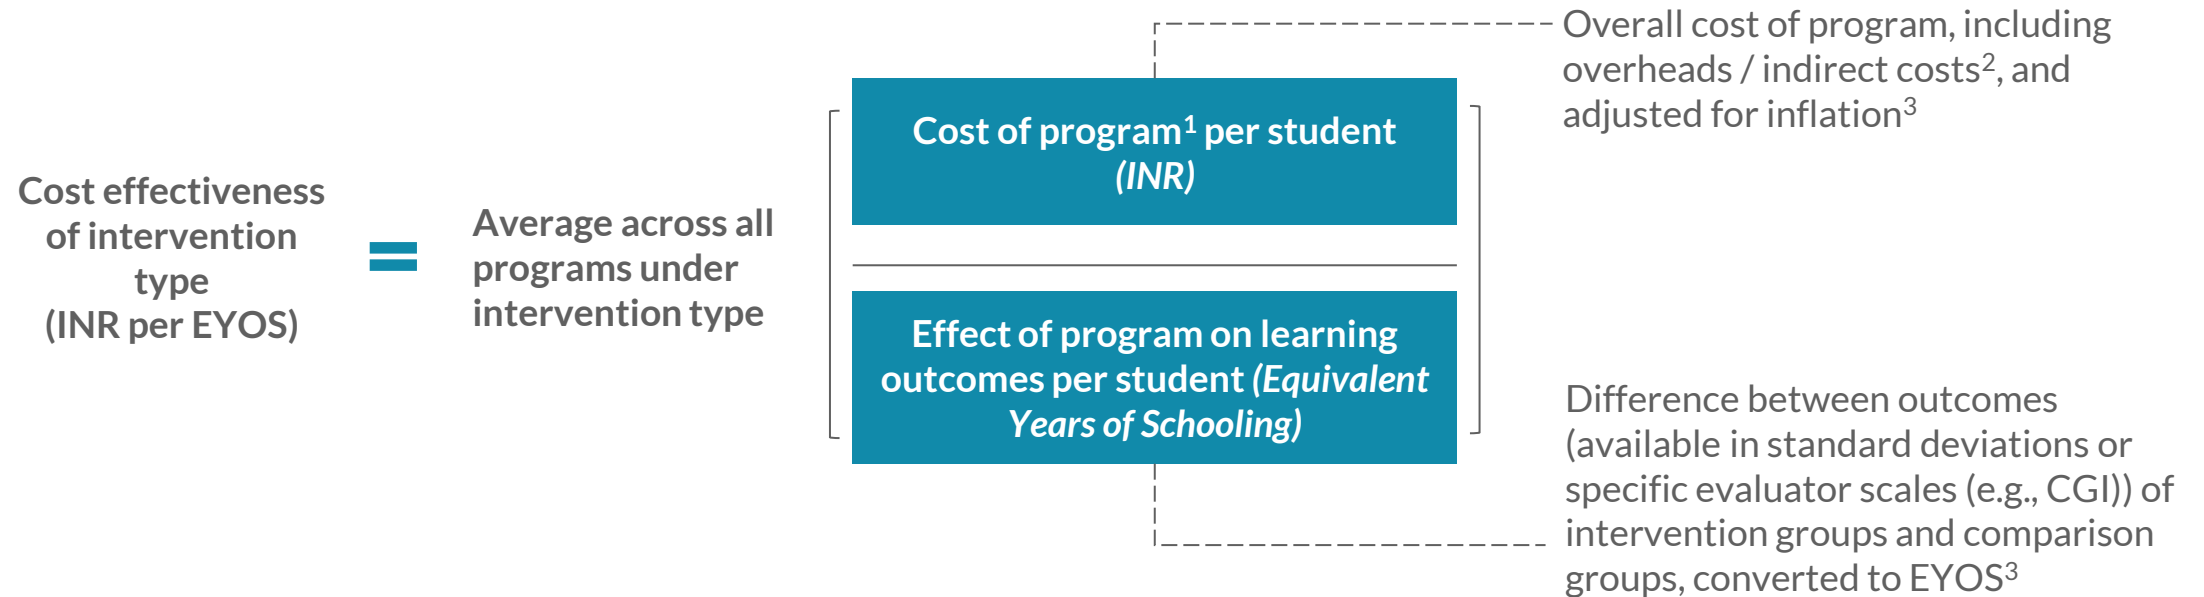 Cost effectiveness
of intervention
type
(INR per EYOS)
=
Average across all
programs under
intervention type
Cost of program¹ per student
(INR)
Effect of program on learning
outcomes per student (Equivalent
Years of Schooling)
Overall cost of program, including
overheads / indirect costs², and
adjusted for inflation³
Difference between outcomes
(available in standard deviations or
specific evaluator scales (e.g., CGI)) of
intervention groups and comparison
groups, converted to EYOS³